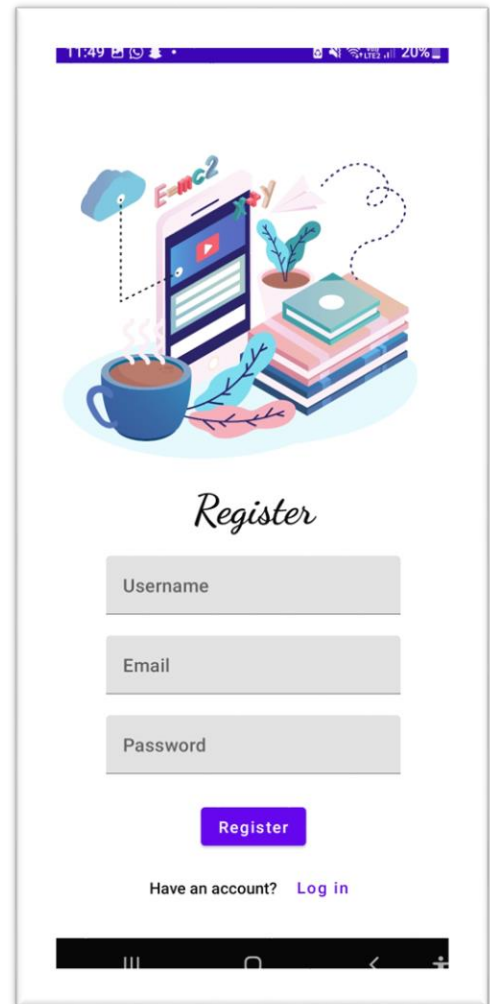 11:49 20%
E=mc2
x+y
Register
Username
Email
Password
Register
Have an account? Log in